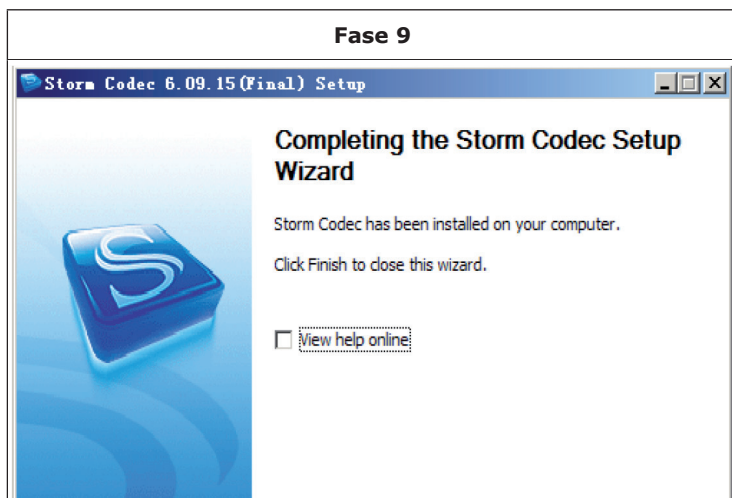 Fase 9
Storm Codec 6.09.15(Final) Setup
Completing the Storm Codec Setup
Wizard
Storm Codec has been installed on your computer.
Click Finish to close this wizard.
View help online